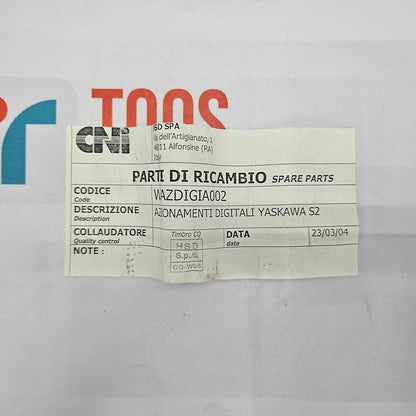 TOOS
CNI
HSD SPA
Via dell'Artigianato, 1
48011 Alfonsine (RA)
Italy
PARTI DI RICAMBIO SPARE PARTS
CODICE
Code
WAZDIGIA002
DESCRIZIONE
Description
AZIONAMENTI DIGITALI YASKAWA S2
COLLAUDATORE
Quality control
Timbro CQ
DATA
date
23/03/04
NOTE :
HSD
S.p.A.
CQ-W05